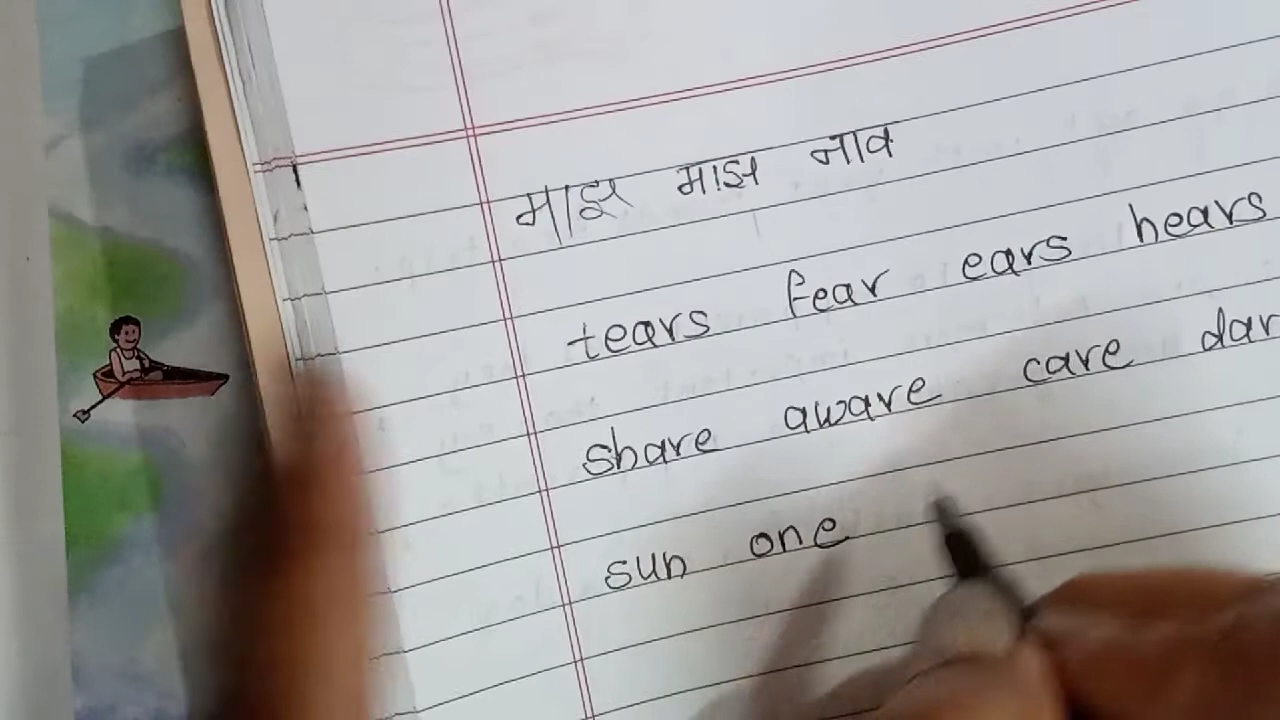 माझ नाव
tears fear ears hears
share aware care
sun one